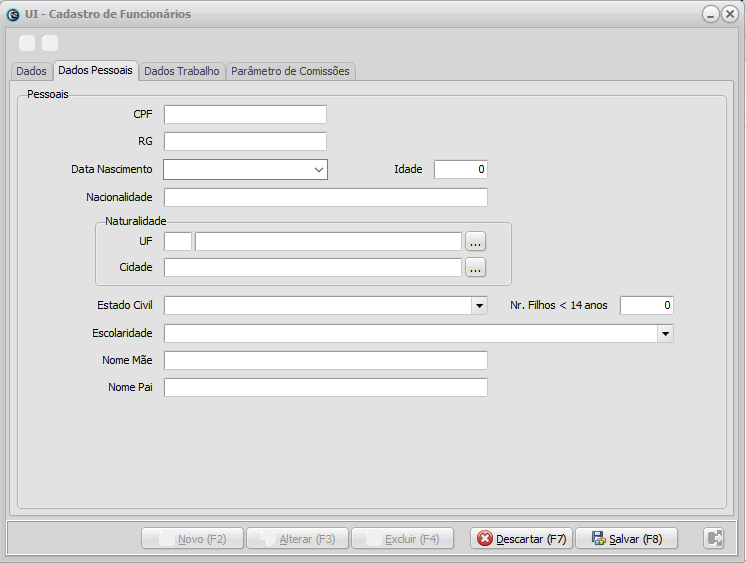 UI - Cadastro de Funcionários
Dados Dados Pessoais Dados Trabalho Parâmetro de Comissões
Pessoais
CPF
RG
Data Nascimento Idade 0
Nacionalidade
Naturalidade
UF ...
Cidade ...
Estado Civil Nr. Filhos < 14 anos 0
Escolaridade
Nome Mãe
Nome Pai
Novo (F2) Alterar (F3) Excluir (F4) Descartar (F7) Salvar (F8)